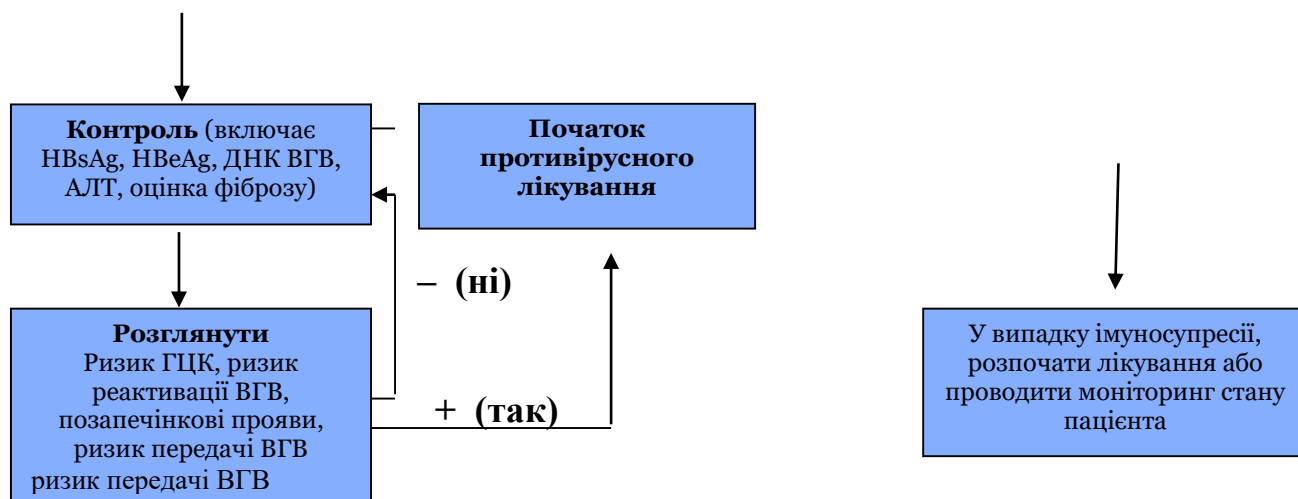 Контроль (включає
HBsAg, HBeAg, ДНК ВГВ,
АЛТ, оцінка фіброзу)
Початок
противірусного
лікування
– (ні)
Розглянути
Ризик ГЦК, ризик
реактивації ВГВ,
позапечінкові прояви,
ризик передачі ВГВ
ризик передачі ВГВ
+ (так)
У випадку імуносупресії,
розпочати лікування або
проводити моніторинг стану
пацієнта